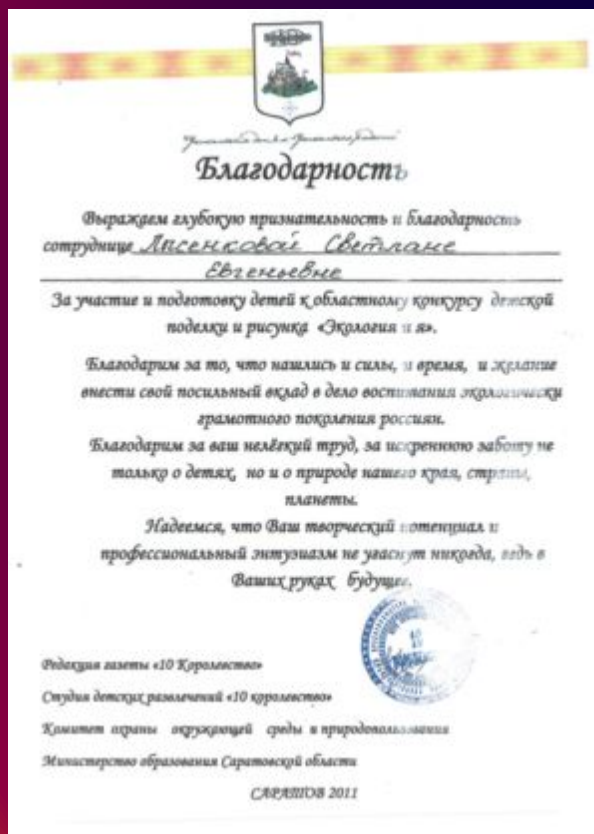 Благодарность
Выражаем глубокую признательность и благодарность
сотруднице Лысенковой Светлане
Евгеньевне
За участие и подготовку детей к областному конкурсу детской
поделки и рисунка «Экология и я».
Благодарим за то, что нашлись и силы, и время, и желание
внести свой посильный вклад в дело воспитания экологически
грамотного поколения россиян.
Благодарим за ваш нелёгкий труд, за искреннюю заботу не
только о детях, но и о природе нашего края, страны,
планеты.
Надеемся, что Ваш творческий потенциал и
профессиональный энтузиазм не угаснут никогда, ведь в
Ваших руках будущее.
Редакция газеты «10 Королевство»
Студия детских развлечений «10 королевство»
Комитет охраны окружающей среды и природопользования
Министерство образования Саратовской области
САРАТОВ 2011